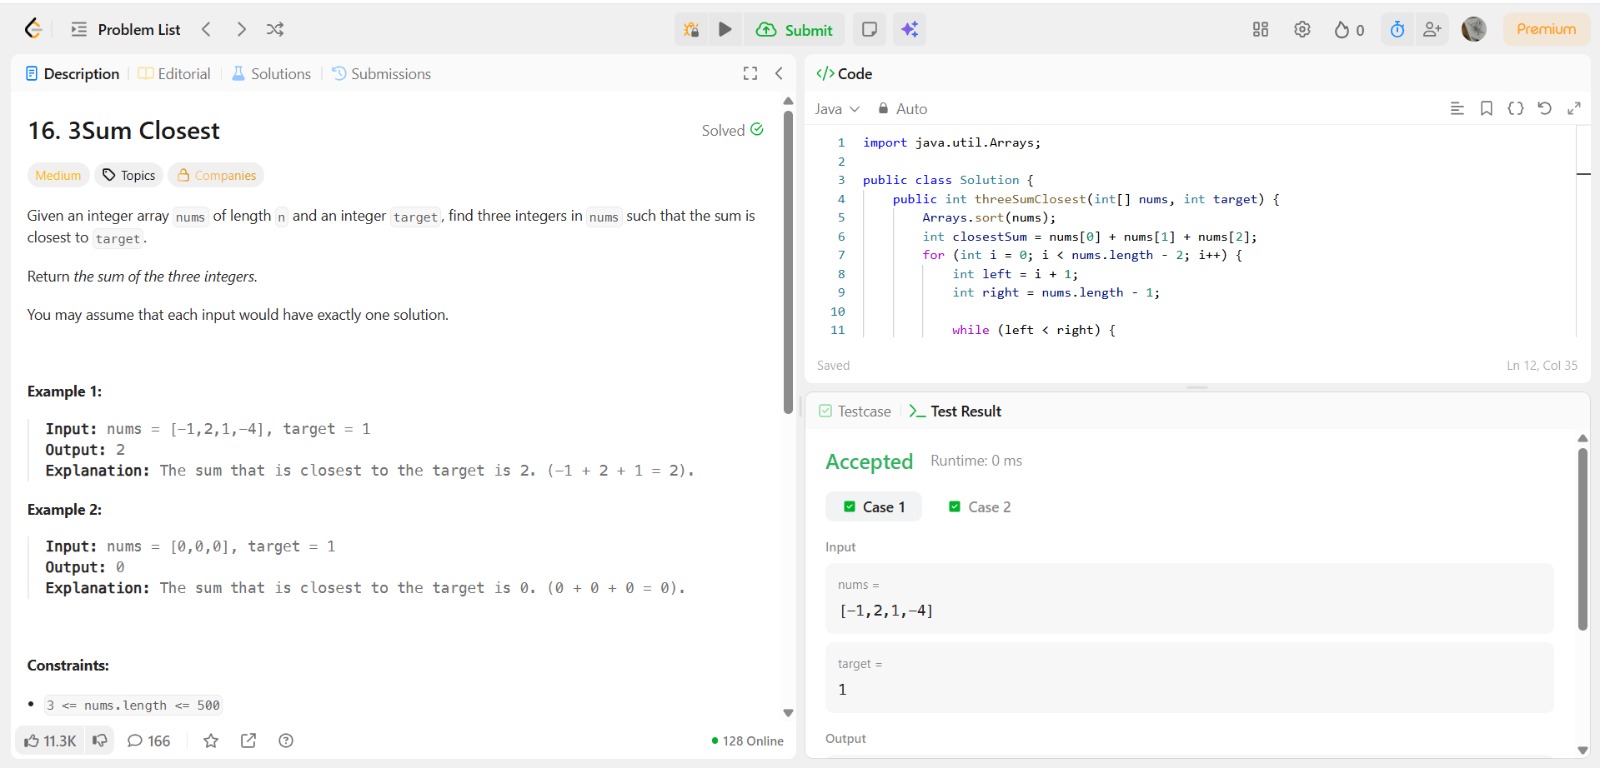 Problem List
Submit
0
Premium
Description
Editorial
Solutions
Submissions
16. 3Sum Closest
Solved
Medium
Topics
Companies
Given an integer array nums of length n and an integer target, find three integers in nums such that the sum is
closest to target.
Return the sum of the three integers.
You may assume that each input would have exactly one solution.
Example 1:
Input: nums = [-1,2,1,-4], target = 1
Output: 2
Explanation: The sum that is closest to the target is 2. (-1 + 2 + 1 = 2).
Example 2:
Input: nums = [0,0,0], target = 1
Output: 0
Explanation: The sum that is closest to the target is 0. (0 + 0 + 0 = 0).
Constraints:
• 3 <= nums.length <= 500
11.3K
166
128 Online
</> Code
Java
Auto
1 import java.util.Arrays;
2
3 public class Solution {
4 public int threeSumClosest(int[] nums, int target) {
5 Arrays.sort(nums);
6 int closestSum = nums[0] + nums[1] + nums[2];
7 for (int i = 0; i < nums.length - 2; i++) {
8 int left = i + 1;
9 int right = nums.length - 1;
10
11 while (left < right) {
Saved
Ln 12, Col 35
Testcase
Test Result
Accepted
Runtime: 0 ms
Case 1
Case 2
Input
nums =
[-1,2,1,-4]
target =
1
Output